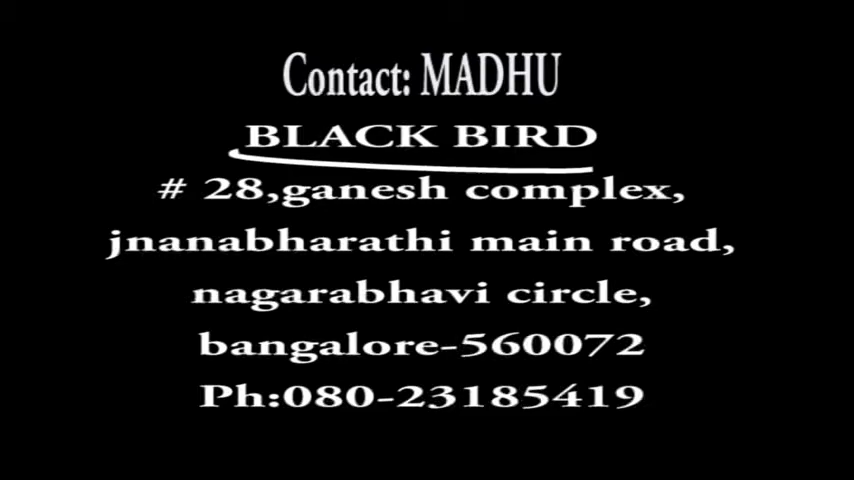 Contact: MADHU
BLACK BIRD
# 28,ganesh complex,
jnanabharathi main road,
nagarabhavi circle,
bangalore-560072
Ph:080-23185419